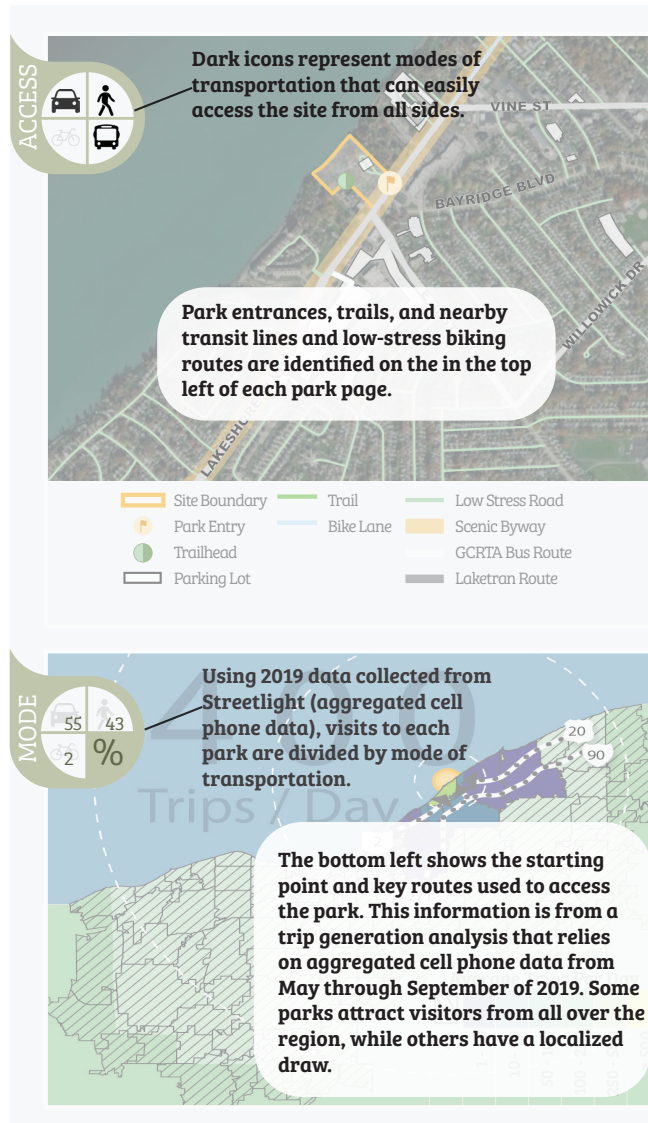 ACCESS
Dark icons represent modes of
transportation that can easily
access the site from all sides.
VINE ST
BAYRIDGE BLVD
WILLOWICK DR
Park entrances, trails, and nearby
transit lines and low-stress biking
routes are identified on the in the top
left of each park page.
LAKESHORE
Site Boundary
Park Entry
Trailhead
Parking Lot
Trail
Bike Lane
Low Stress Road
Scenic Byway
GCRTA Bus Route
Laketran Route
MODE
55 43
2 %
400
Trips / Day
Using 2019 data collected from
Streetlight (aggregated cell
phone data), visits to each
park are divided by mode of
transportation.
20
90
2
The bottom left shows the starting
point and key routes used to access
the park. This information is from a
trip generation analysis that relies
on aggregated cell phone data from
May through September of 2019. Some
parks attract visitors from all over the
region, while others have a localized
draw.